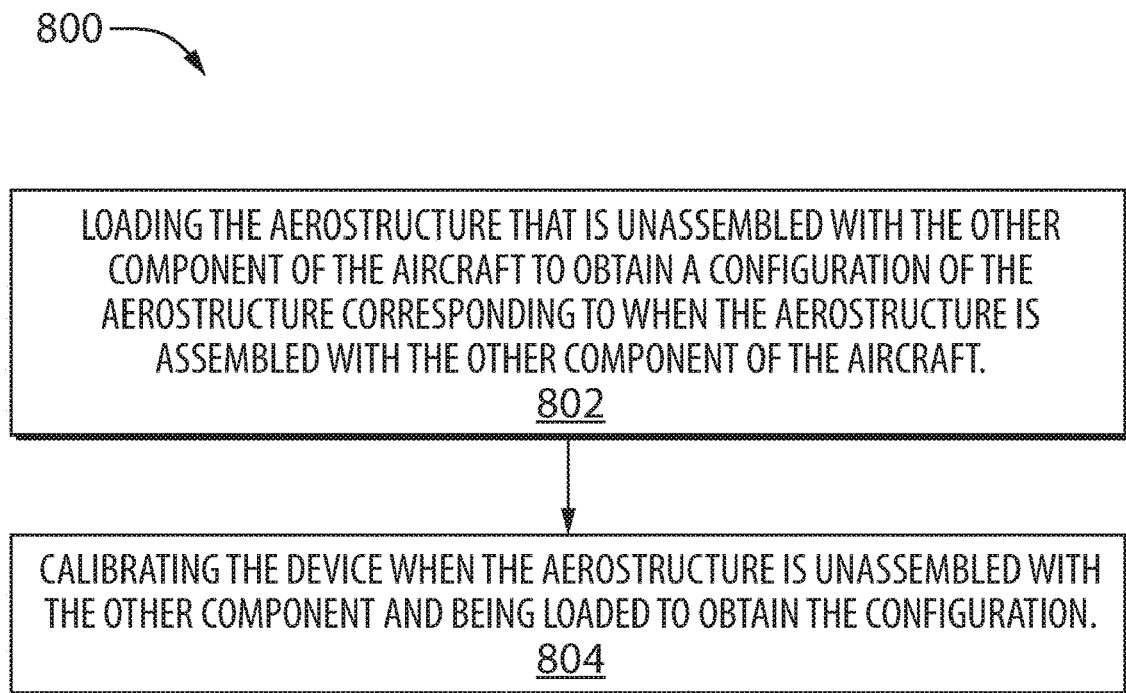 800
LOADING THE AEROSTRUCTURE THAT IS UNASSEMBLED WITH THE OTHER
COMPONENT OF THE AIRCRAFT TO OBTAIN A CONFIGURATION OF THE
AEROSTRUCTURE CORRESPONDING TO WHEN THE AEROSTRUCTURE IS
ASSEMBLED WITH THE OTHER COMPONENT OF THE AIRCRAFT.
802
CALIBRATING THE DEVICE WHEN THE AEROSTRUCTURE IS UNASSEMBLED WITH
THE OTHER COMPONENT AND BEING LOADED TO OBTAIN THE CONFIGURATION.
804